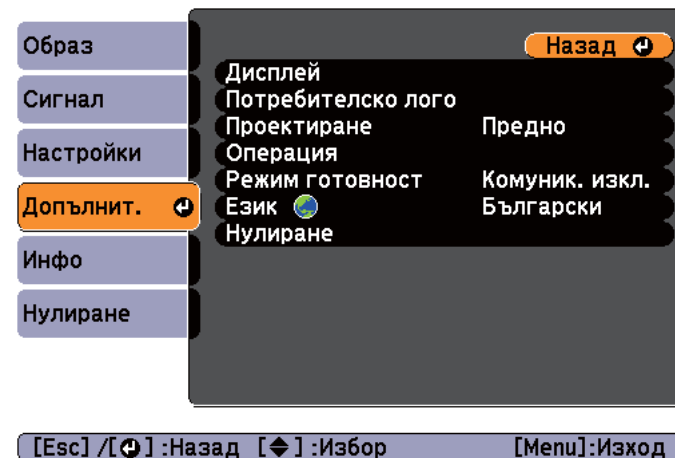 Образ
Сигнал
Настройки
Допълнит.
Инфо
Нулиране
Назад
Дисплей
Потребителско лого
Проектиране Предно
Операция
Режим готовност Комуник. изкл.
Език Български
Нулиране
[Esc] /[ ] :Назад [ ] :Избор [Menu]:Изход